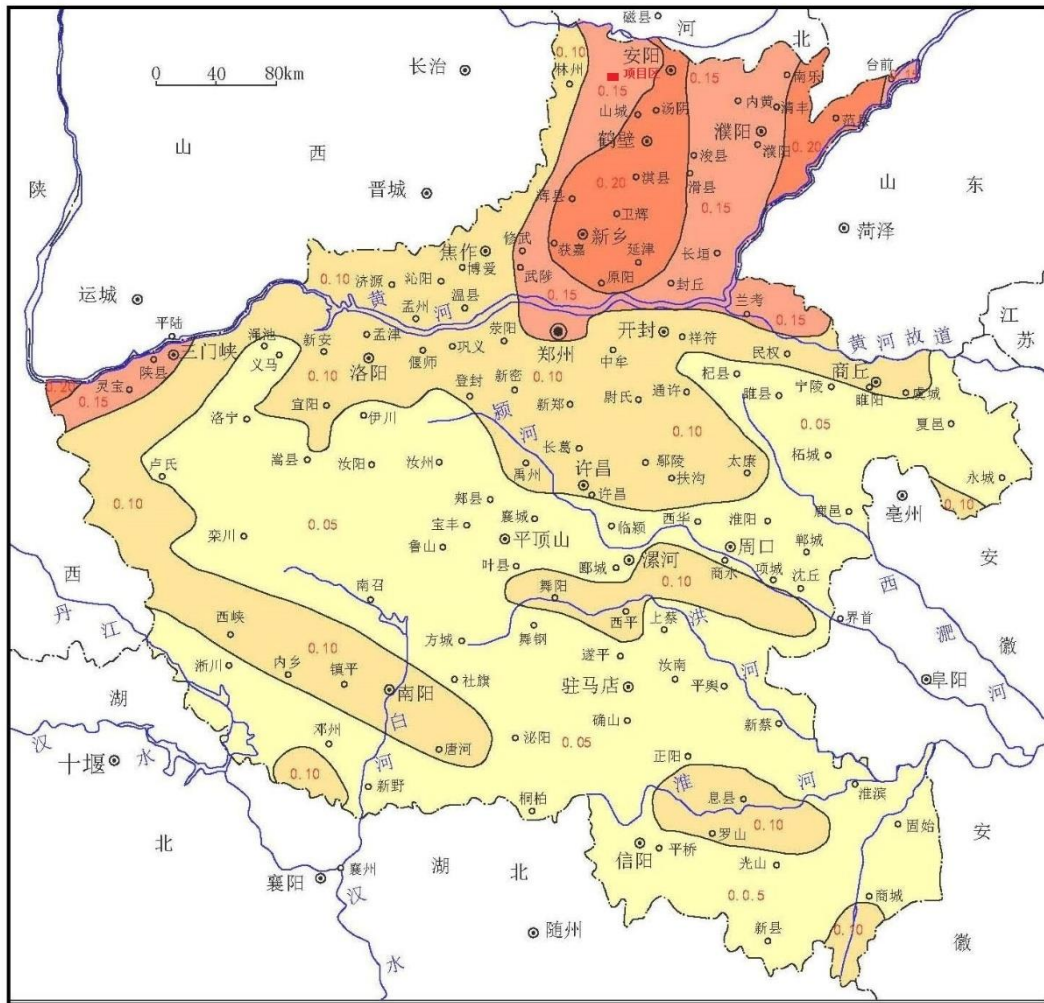 磁县
河
北
0.10
安阳
长治
林州
项目区
0.15
南乐
台前
0 40 80km
0.15
山城
汤阴
内黄
清丰
范县
山
西
鹤壁
濮阳
濮阳
0.20
浚县
晋城
0.20
淇县
滑县
山
东
陕
辉县
卫辉
0.15
新乡
菏泽
焦作
修武
获嘉
延津
长垣
博爱
0.10
济源
沁阳
武陟
原阳
封丘
运城
黄
河
温县
0.15
兰考
江
苏
孟州
平陆
渑池
新安
孟津
荥阳
郑州
开封
祥符
0.15
黄河故道
三门峡
义马
偃师
巩义
中牟
民权
陕县
洛阳
登封
新密
0.10
杞县
商丘
0.20
灵宝
0.10
通许
宁陵
睢阳
虞城
0.15
宜阳
颍
河
新郑
尉氏
睢县
洛宁
伊川
0.05
夏邑
0.10
卢氏
嵩县
汝阳
汝州
长葛
鄢陵
太康
柘城
禹州
许昌
扶沟
永城
0.10
许昌
0.10
郏县
亳州
0.05
襄城
鹿邑
栾川
宝丰
临颍
西华
淮阳
鲁山
平顶山
周口
郸城
安
叶县
郾城
漯河
商水
项城
沈丘
西
0.10
南召
舞阳
西
丹
江
西平
上蔡
洪
界首
淝
徽
西峡
方城
舞钢
河
0.10
遂平
汝南
淅川
内乡
镇平
社旗
驻马店
平舆
阜阳
河
湖
南阳
白
确山
新蔡
汉
水
邓州
泌阳
0.05
十堰
唐河
正阳
0.10
河
新野
淮
河
桐柏
息县
淮滨
0.10
罗山
固始
北
信阳
平桥
安
湖
北
襄州
光山
襄阳
汉
0.0.5
商城
随州
0.10
新县
徽
水